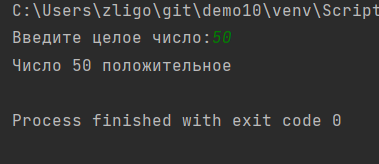 C:\Users\zligo\git\demo10\venv\Script
Введите целое число:50
Число 50 положительное
Process finished with exit code 0